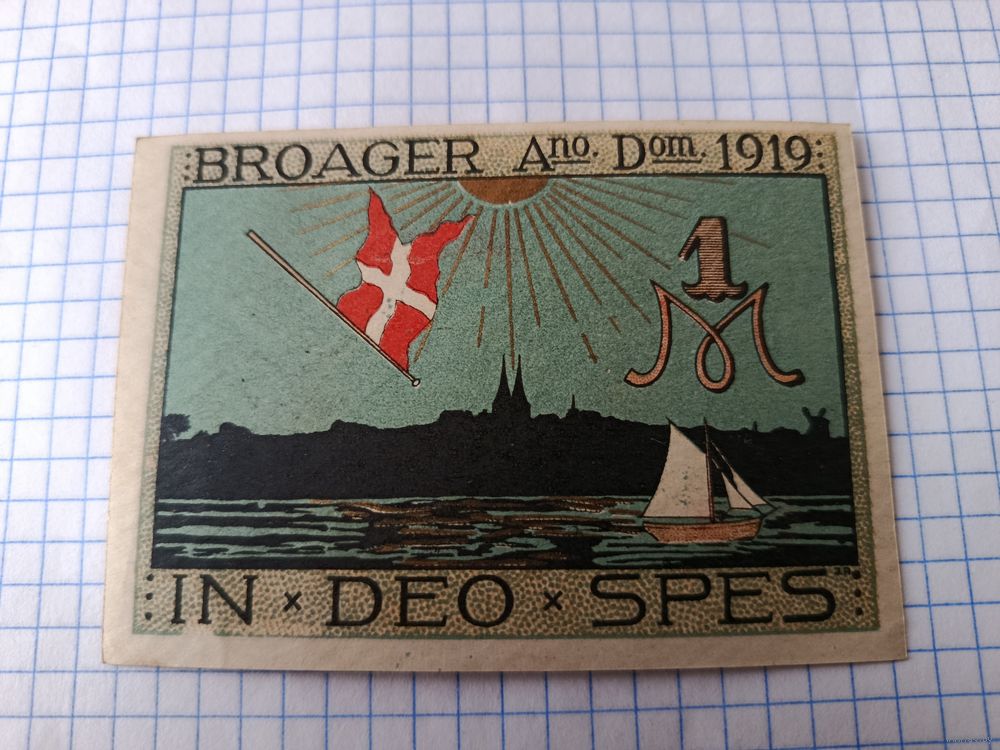 BROAGER Ano. Dom. 1919
1
M
IN × DEO × SPES